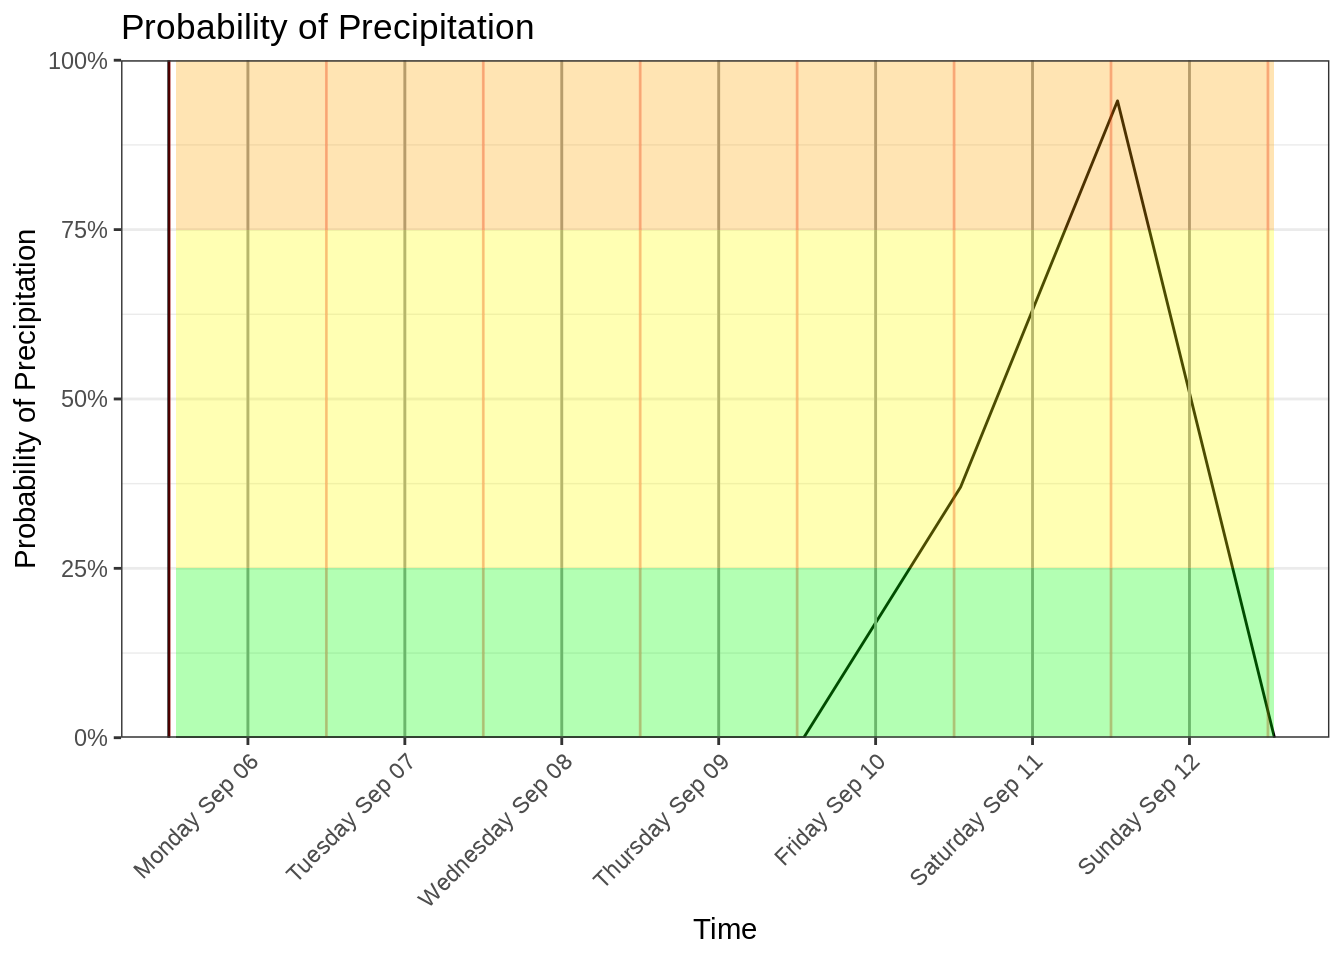 Probability of Precipitation
100%
75%
50%
25%
0%
Probability of Precipitation
Monday Sep 06
Tuesday Sep 07
Wednesday Sep 08
Thursday Sep 09
Friday Sep 10
Saturday Sep 11
Sunday Sep 12
Time